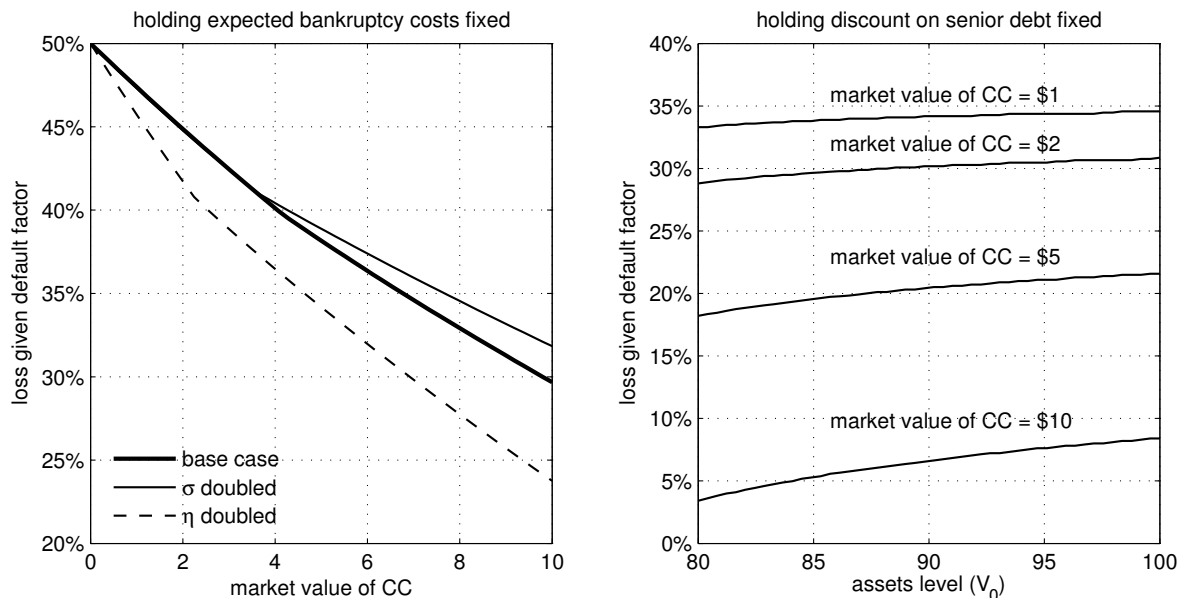 holding expected bankruptcy costs fixed
50%
45%
40%
35%
30%
25%
20%
loss given default factor
base case
σ doubled
η doubled
0 2 4 6 8 10
market value of CC
holding discount on senior debt fixed
40%
35%
30%
25%
20%
15%
10%
5%
0%
loss given default factor
market value of CC = $1
market value of CC = $2
market value of CC = $5
market value of CC = $10
80 85 90 95 100
assets level (V₀)